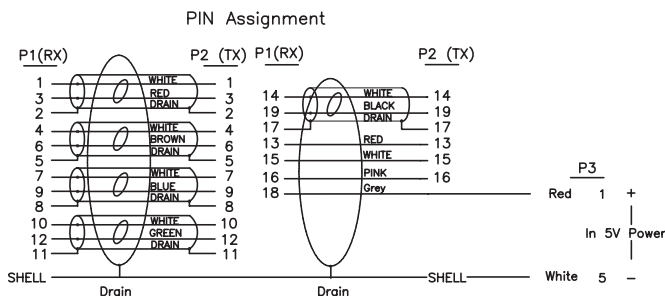 PIN Assignment
P1(RX) P2 (TX) P1(RX) P2 (TX)
1 WHITE 1
3 RED 3
2 DRAIN 2
4 WHITE 4
6 BROWN 6
5 DRAIN 5
7 WHITE 7
9 BLUE 9
8 DRAIN 8
10 WHITE 10
12 GREEN 12
11 DRAIN 11
14 WHITE 14
19 BLACK 19
17 DRAIN 17
13 RED 13
15 WHITE 15
16 PINK 16
18 Grey
P3
Red 1 +
In 5V Power
SHELL SHELL White 5 -
Drain Drain